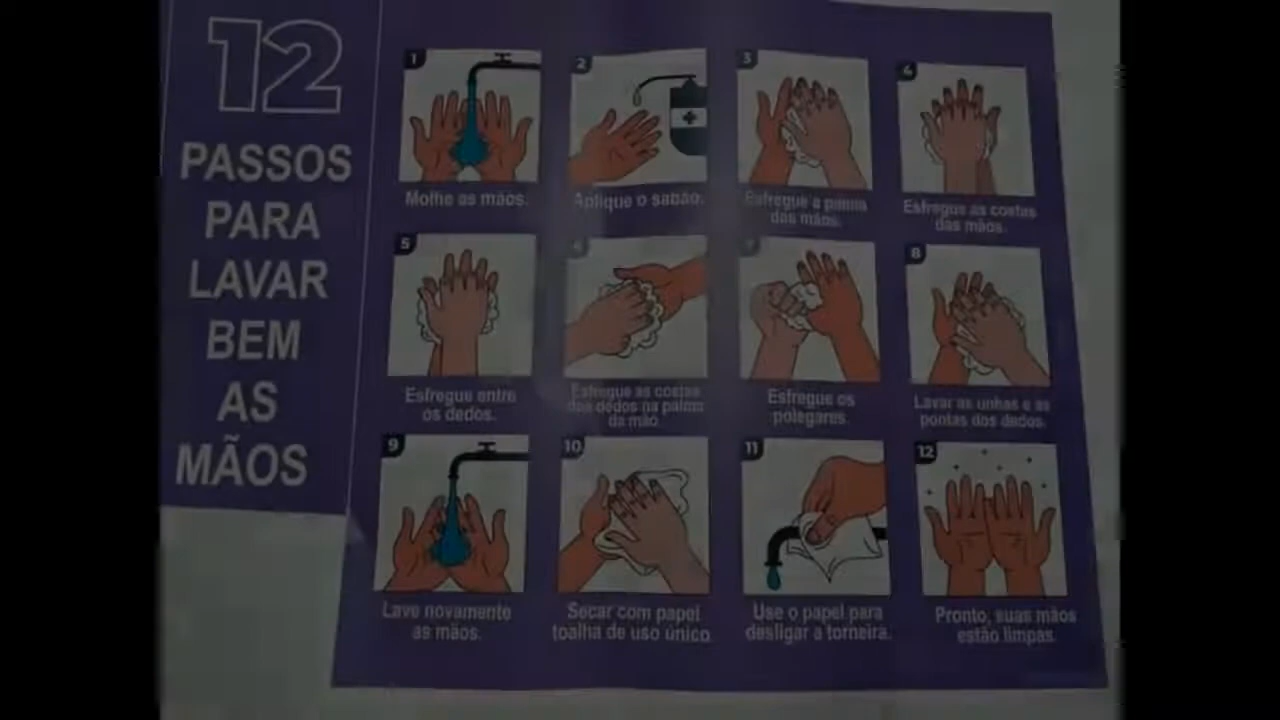 12
PASSOS
PARA
LAVAR
BEM
AS
MÃOS
1
Molhe as mãos.
2
Aplique o sabão.
3
Esfregue a palma
das mãos.
4
Esfregue as costas
das mãos.
5
Esfregue entre
os dedos.
6
Esfregue as costas
dos dedos na palma
da mão.
7
Esfregue os
polegares.
8
Lavar as unhas e as
pontas dos dedos.
9
Lave novamente
as mãos.
10
Secar com papel
toalha de uso único.
11
Use o papel para
desligar a torneira.
12
Pronto, suas mãos
estão limpas.